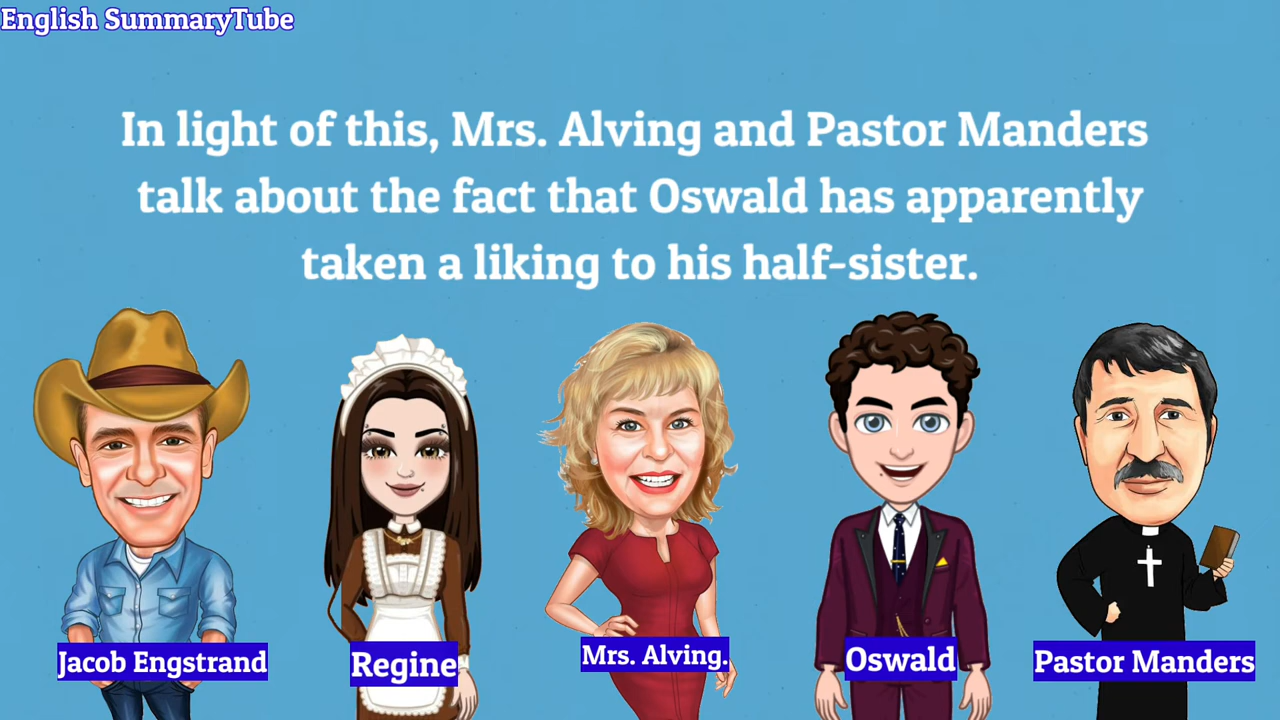 English SummaryTube
In light of this, Mrs. Alving and Pastor Manders
talk about the fact that Oswald has apparently
taken a liking to his half-sister.
Jacob Engstrand
Regine
Mrs. Alving.
Oswald
Pastor Manders